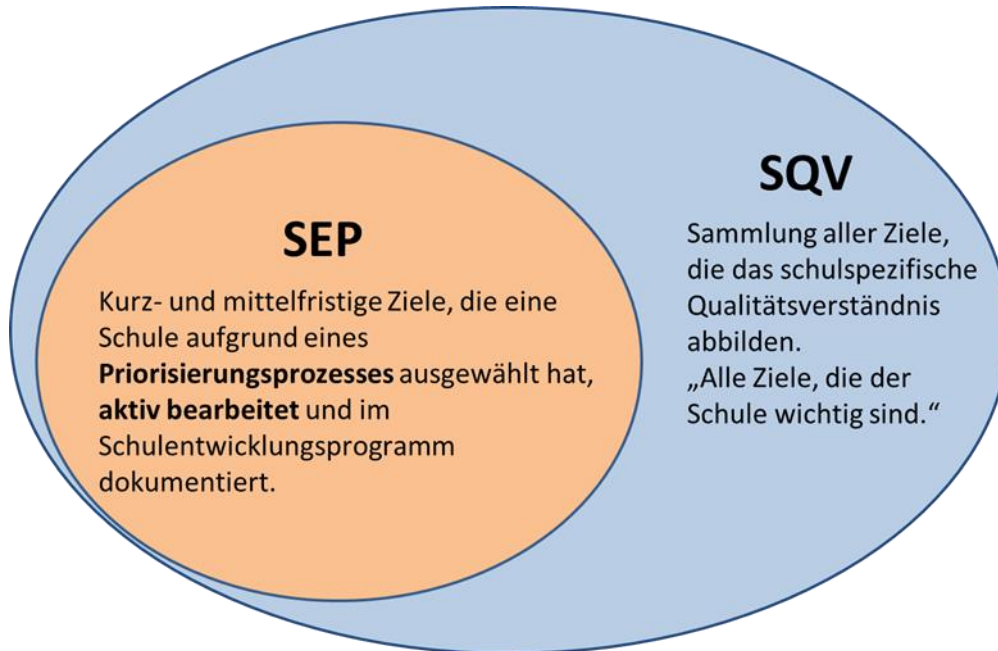 SEP
Kurz- und mittelfristige Ziele, die eine
Schule aufgrund eines
Priorisierungsprozesses ausgewählt hat,
aktiv bearbeitet und im
Schulentwicklungsprogramm
dokumentiert.
SQV
Sammlung aller Ziele,
die das schulspezifische
Qualitätsverständnis
abbilden.
„Alle Ziele, die der
Schule wichtig sind.“